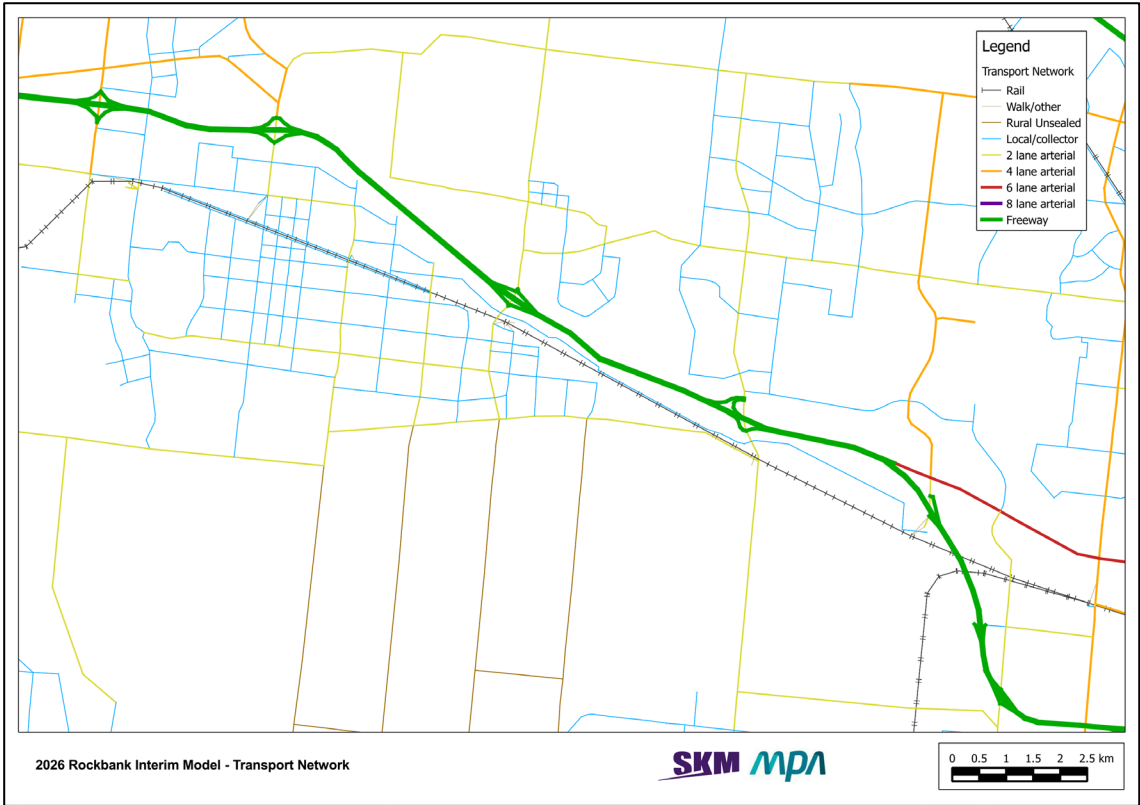 Legend
Transport Network
Rail
Walk/other
Rural Unsealed
Local/collector
2 lane arterial
4 lane arterial
6 lane arterial
8 lane arterial
Freeway
2026 Rockbank Interim Model - Transport Network
SKM MPA
0 0.5 1 1.5 2 2.5 km